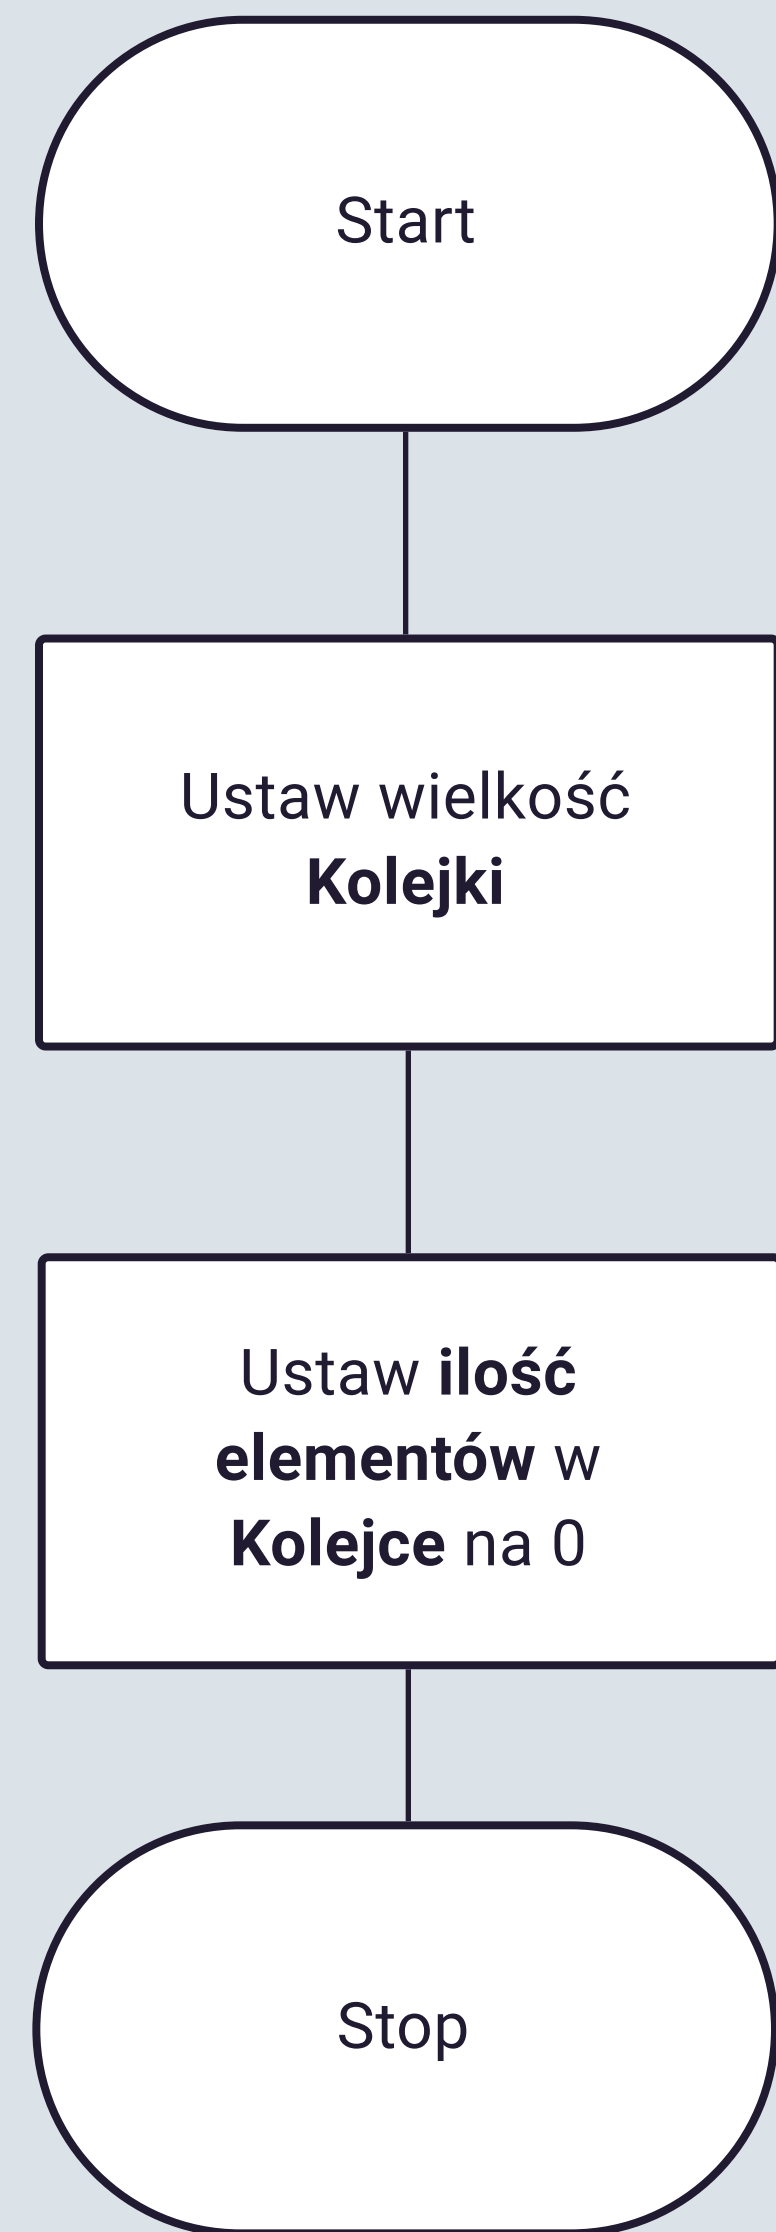 Start
Ustaw wielkość
Kolejki
Ustaw ilość
elementów w
Kolejce na 0
Stop